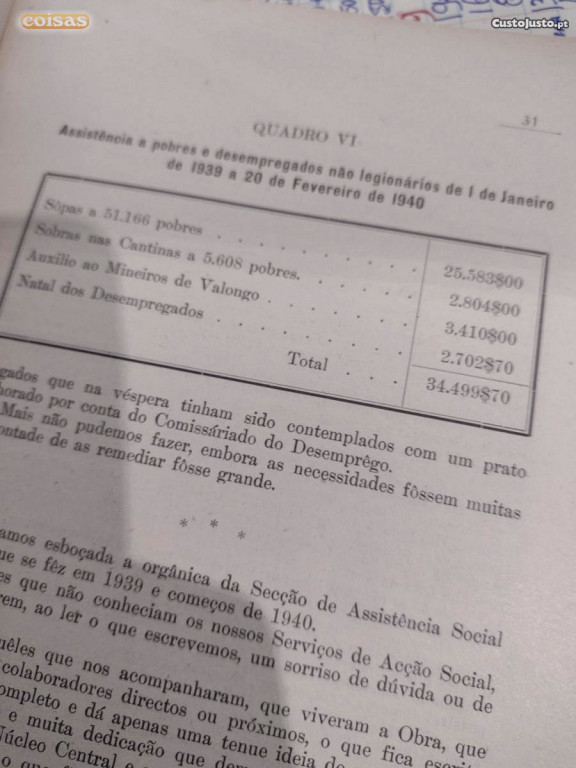 coisas
CustoJusto.pt
31
QUADRO VI
Assistência a pobres e desempregados não legionários de 1 de Janeiro
de 1939 a 20 de Fevereiro de 1940
Sôpas a 51.166 pobres . . . . . . . . . 25.583$00
Sobras nas Cantinas a 5.608 pobres. . . . . . 2.804$00
Auxílio ao Mineiros de Valongo . . . . . . . 3.410$00
Natal dos Desempregados . . . . . . . . 2.702$70
Total . . . 34.499$70
gados que na véspera tinham sido contemplados com um prato
horado por conta do Comissáriado do Desemprêgo.
Mais não pudemos fazer, embora as necessidades fôssem muitas
ontade de as remediar fôsse grande.
* * *
amos esboçada a orgânica da Secção de Assistência Social
ue se fêz em 1939 e começos de 1940.
es que não conheciam os nossos Serviços de Acção Social,
rem, ao ler o que escrevemos, um sorriso de dúvida ou de
uêles que nos acompanharam, que viveram a Obra, que
colaboradores directos ou próximos, o que fica
ompleto e dá apenas uma tenue ideia do
e muita dedicação que
Núcleo Central e